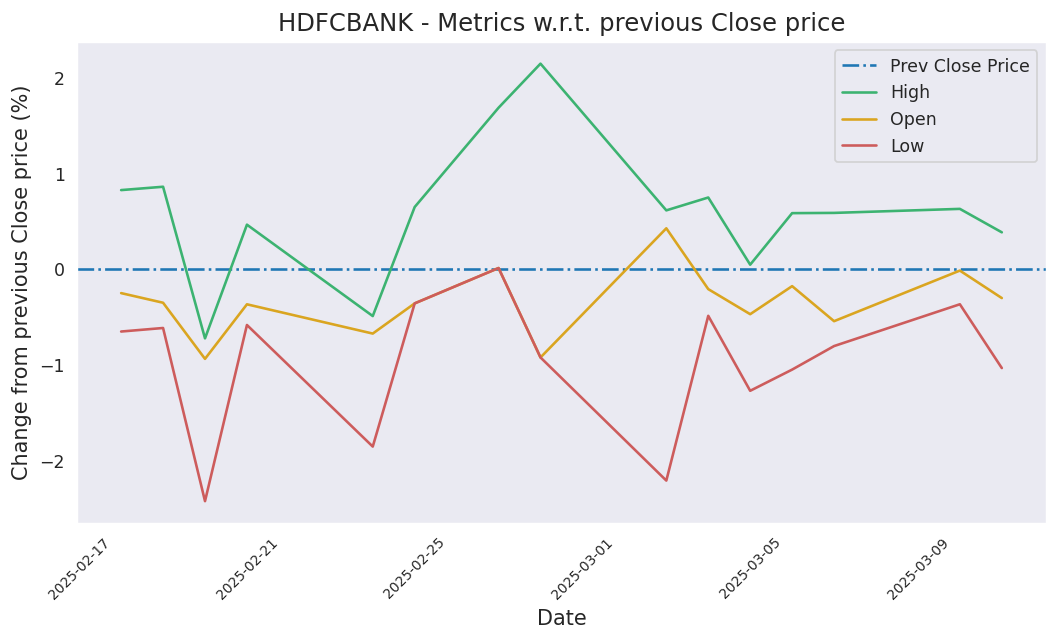 HDFCBANK - Metrics w.r.t. previous Close price
Change from previous Close price (%)
2
1
0
−1
−2
Prev Close Price
High
Open
Low
2025-02-17
2025-02-21
2025-02-25
2025-03-01
2025-03-05
2025-03-09
Date